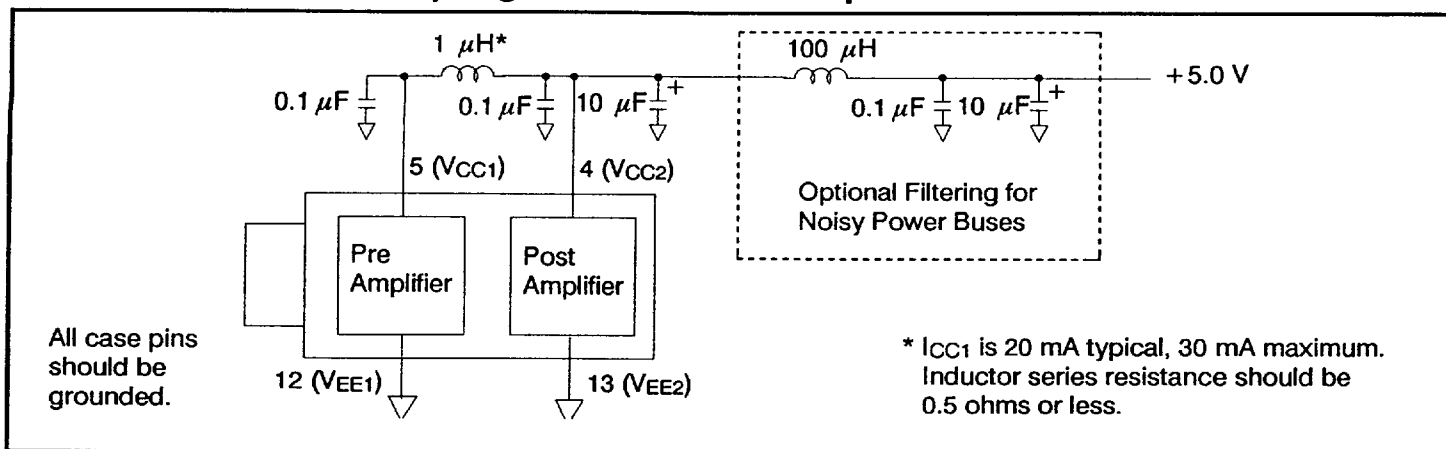 1 μH*
100 μH
+5.0 V
0.1 μF
0.1 μF
10 μF
+
0.1 μF
10 μF
+
5 (VCC1)
4 (VCC2)
Optional Filtering for
Noisy Power Buses
Pre
Amplifier
Post
Amplifier
All case pins
should be
grounded.
12 (VEE1)
13 (VEE2)
* ICC1 is 20 mA typical, 30 mA maximum.
Inductor series resistance should be
0.5 ohms or less.